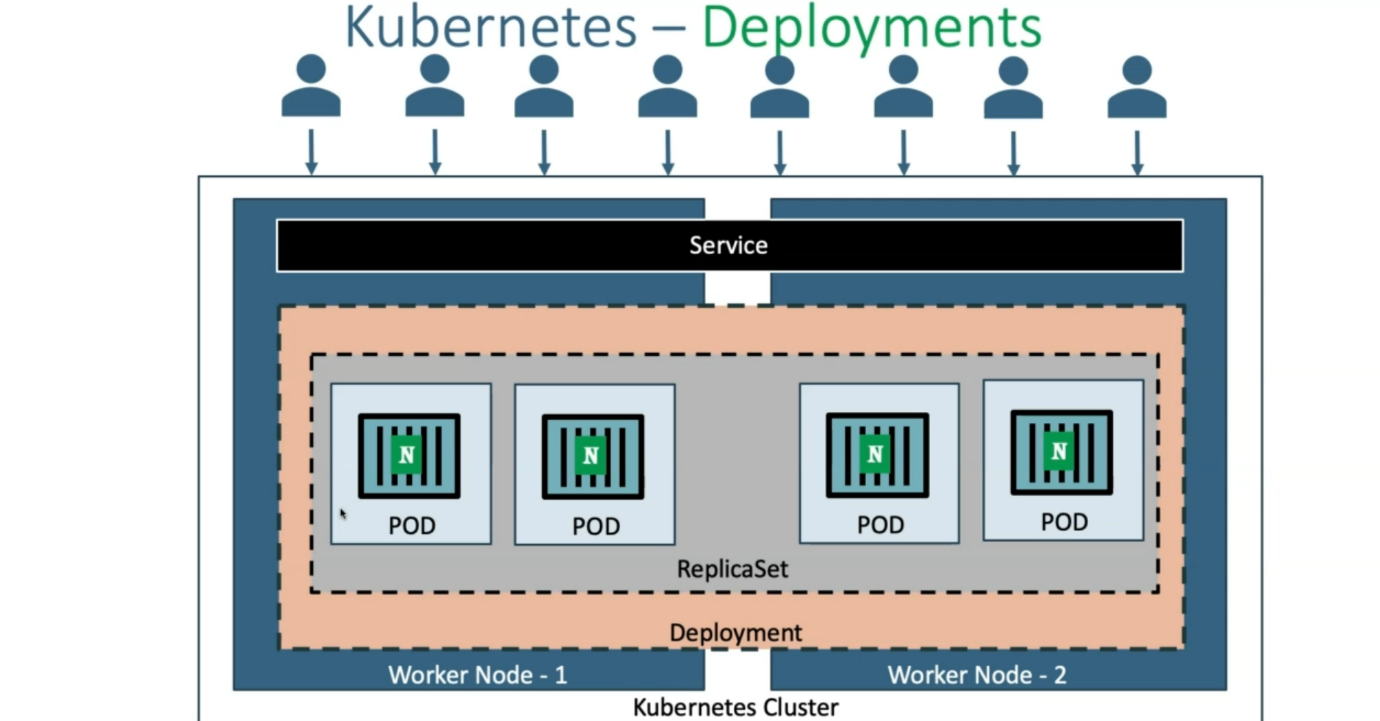 Kubernetes – Deployments
Service
N N N N
POD POD POD POD
ReplicaSet
Deployment
Worker Node - 1 Worker Node - 2
Kubernetes Cluster